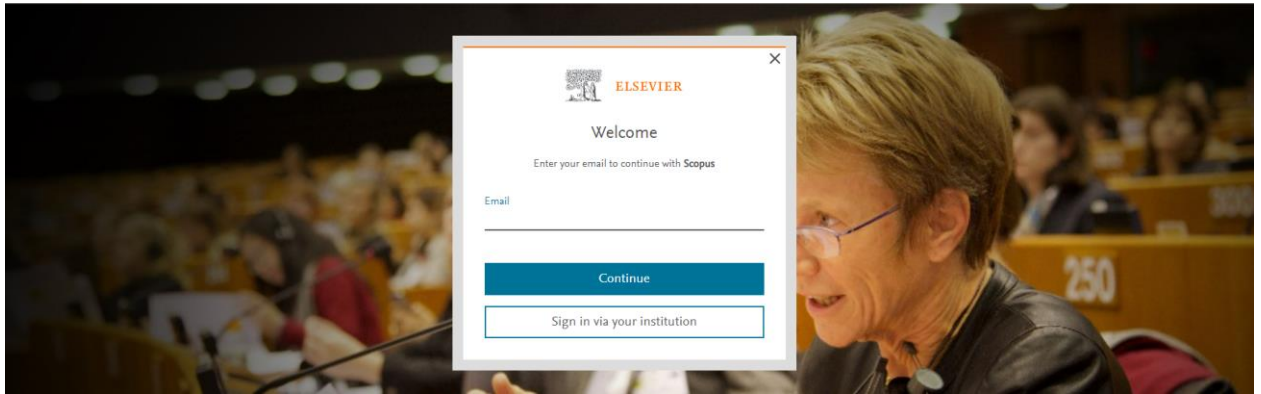 ELSEVIER
Welcome
Enter your email to continue with Scopus
Email
Continue
Sign in via your institution
250